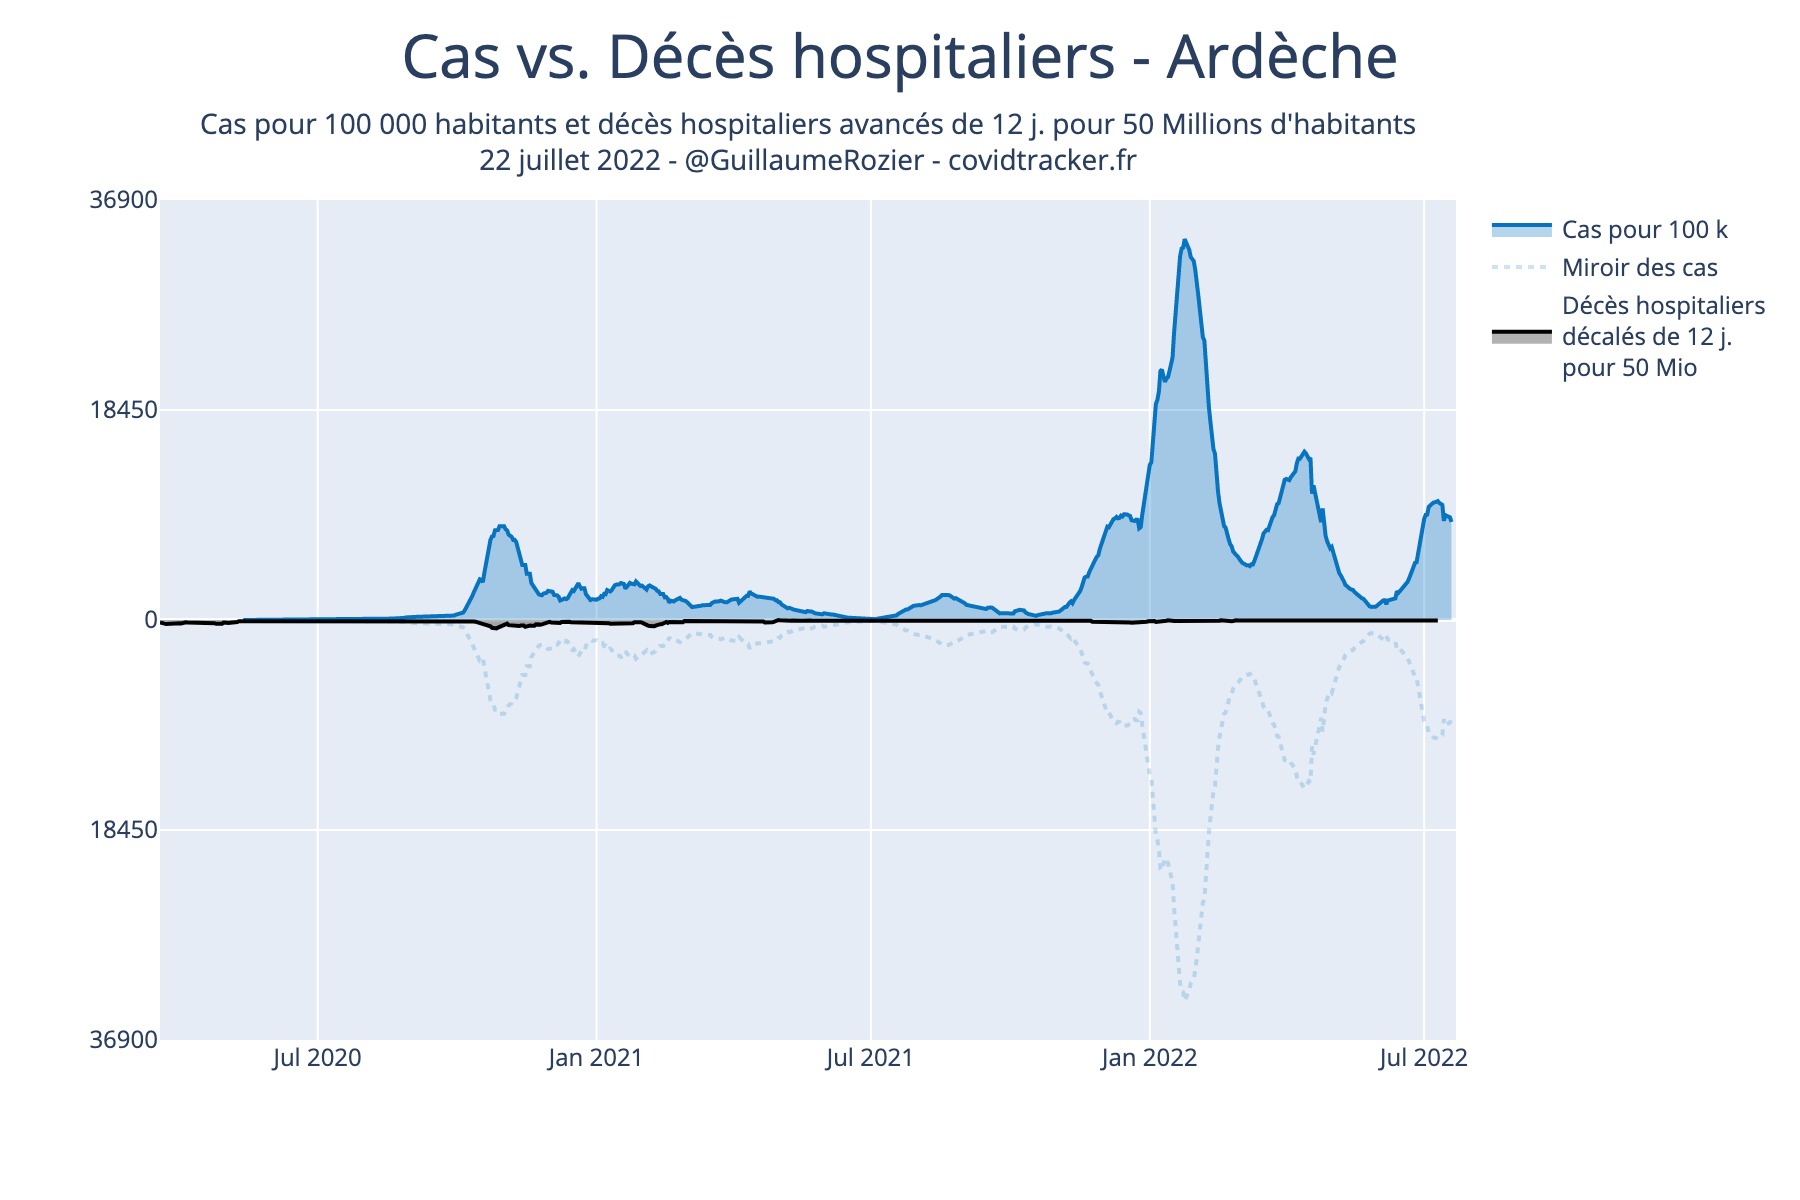 Cas vs. Décès hospitaliers - Ardèche
Cas pour 100 000 habitants et décès hospitaliers avancés de 12 j. pour 50 Millions d'habitants
22 juillet 2022 - @GuillaumeRozier - covidtracker.fr
36900
18450
0
18450
36900
Jul 2020
Jan 2021
Jul 2021
Jan 2022
Jul 2022
Cas pour 100 k
Miroir des cas
Décès hospitaliers
décalés de 12 j.
pour 50 Mio